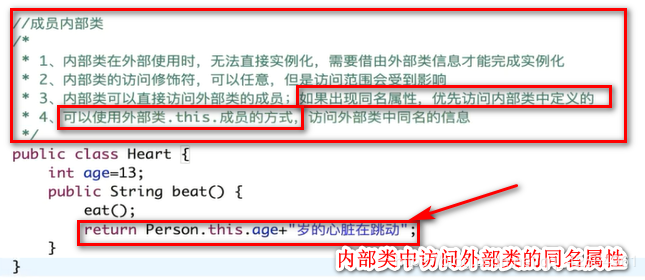 //成员内部类
/*
* 1、内部类在外部使用时，无法直接实例化，需要借由外部类信息才能完成实例化
* 2、内部类的访问修饰符，可以任意，但是访问范围会受到影响
* 3、内部类可以直接访问外部类的成员；如果出现同名属性，优先访问内部类中定义的
* 4、可以使用外部类.this.成员的方式，访问外部类中同名的信息
*/
public class Heart {
int age=13;
public String beat() {
eat();
return Person.this.age+"岁的心脏在跳动";
}
内部类中访问外部类的同名属性
}